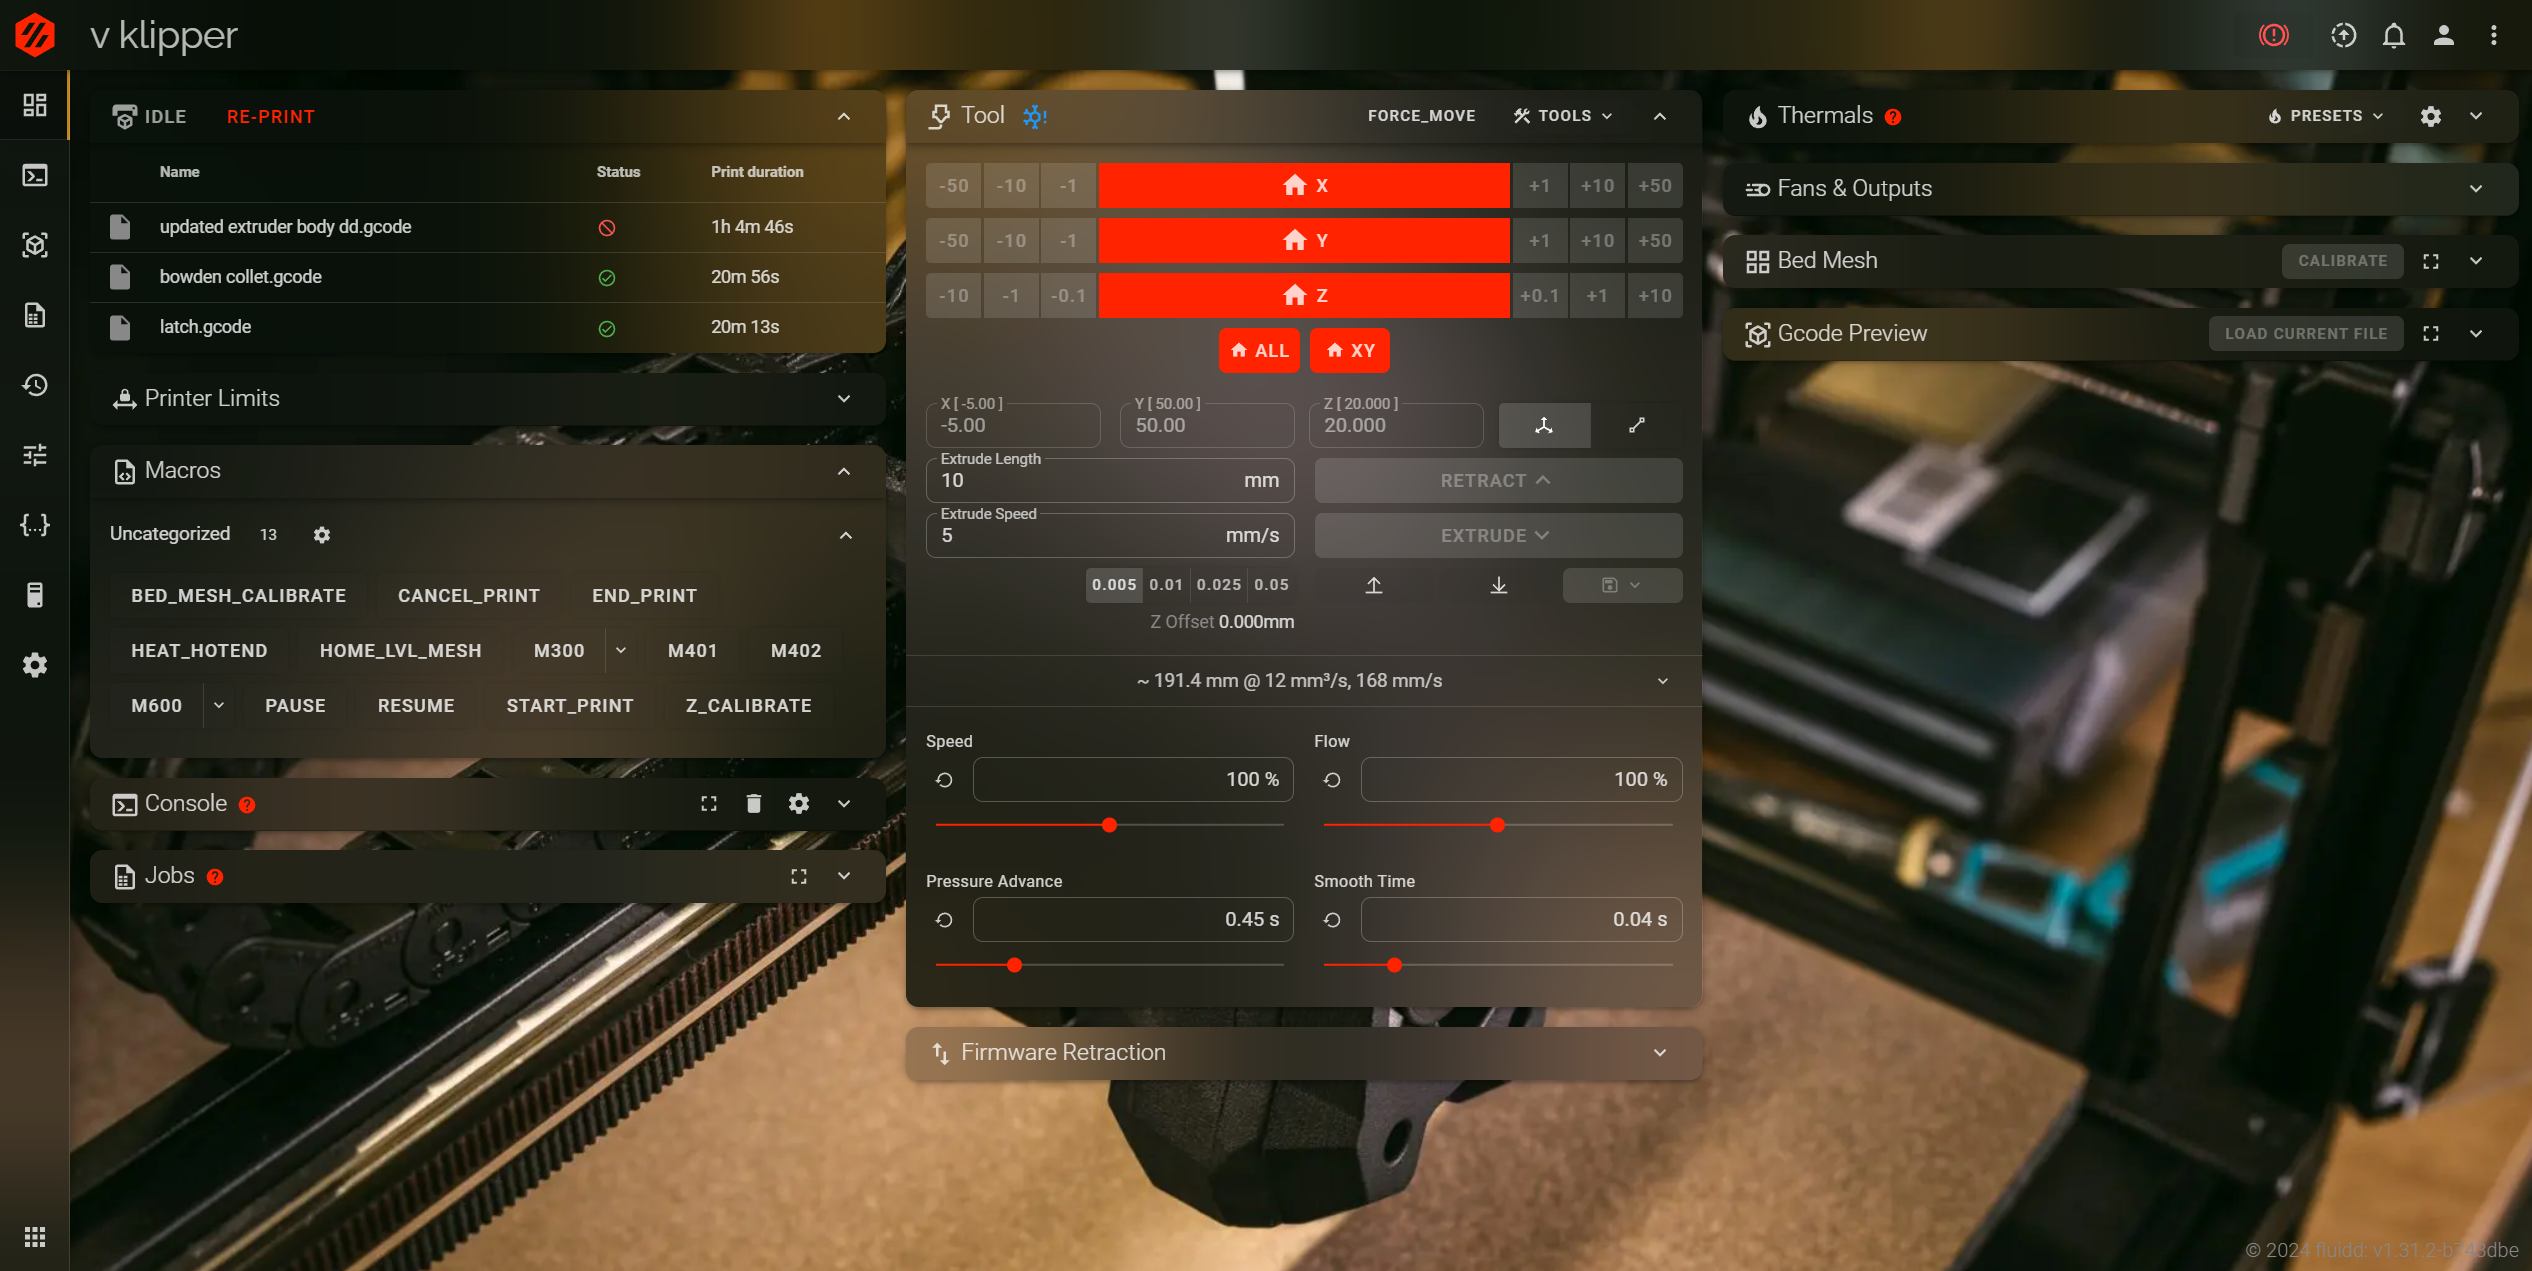 v klipper
IDLE RE-PRINT
Name Status Print duration
updated extruder body dd.gcode 1h 4m 46s
bowden collet.gcode 20m 56s
latch.gcode 20m 13s
Printer Limits
Macros
Uncategorized 13
BED_MESH_CALIBRATE CANCEL_PRINT END_PRINT
HEAT_HOTEND HOME_LVL_MESH M300 M401 M402
M600 PAUSE RESUME START_PRINT Z_CALIBRATE
Console ?
Jobs ?
Tool ! FORCE_MOVE TOOLS
-50 -10 -1 X +1 +10 +50
-50 -10 -1 Y +1 +10 +50
-10 -1 -0.1 Z +0.1 +1 +10
ALL XY
X [ -5.00 ] Y [ 50.00 ] Z [ 20.000 ]
-5.00 50.00 20.000
Extrude Length
10 mm RETRACT
Extrude Speed
5 mm/s EXTRUDE
0.005 0.01 0.025 0.05
Z Offset 0.000mm
~ 191.4 mm @ 12 mm³/s, 168 mm/s
Speed Flow
100 % 100 %
Pressure Advance Smooth Time
0.45 s 0.04 s
Firmware Retraction
Thermals ? PRESETS
Fans & Outputs
Bed Mesh CALIBRATE
Gcode Preview LOAD CURRENT FILE
© 2024 fluidd: v1.31.2-b743dbe